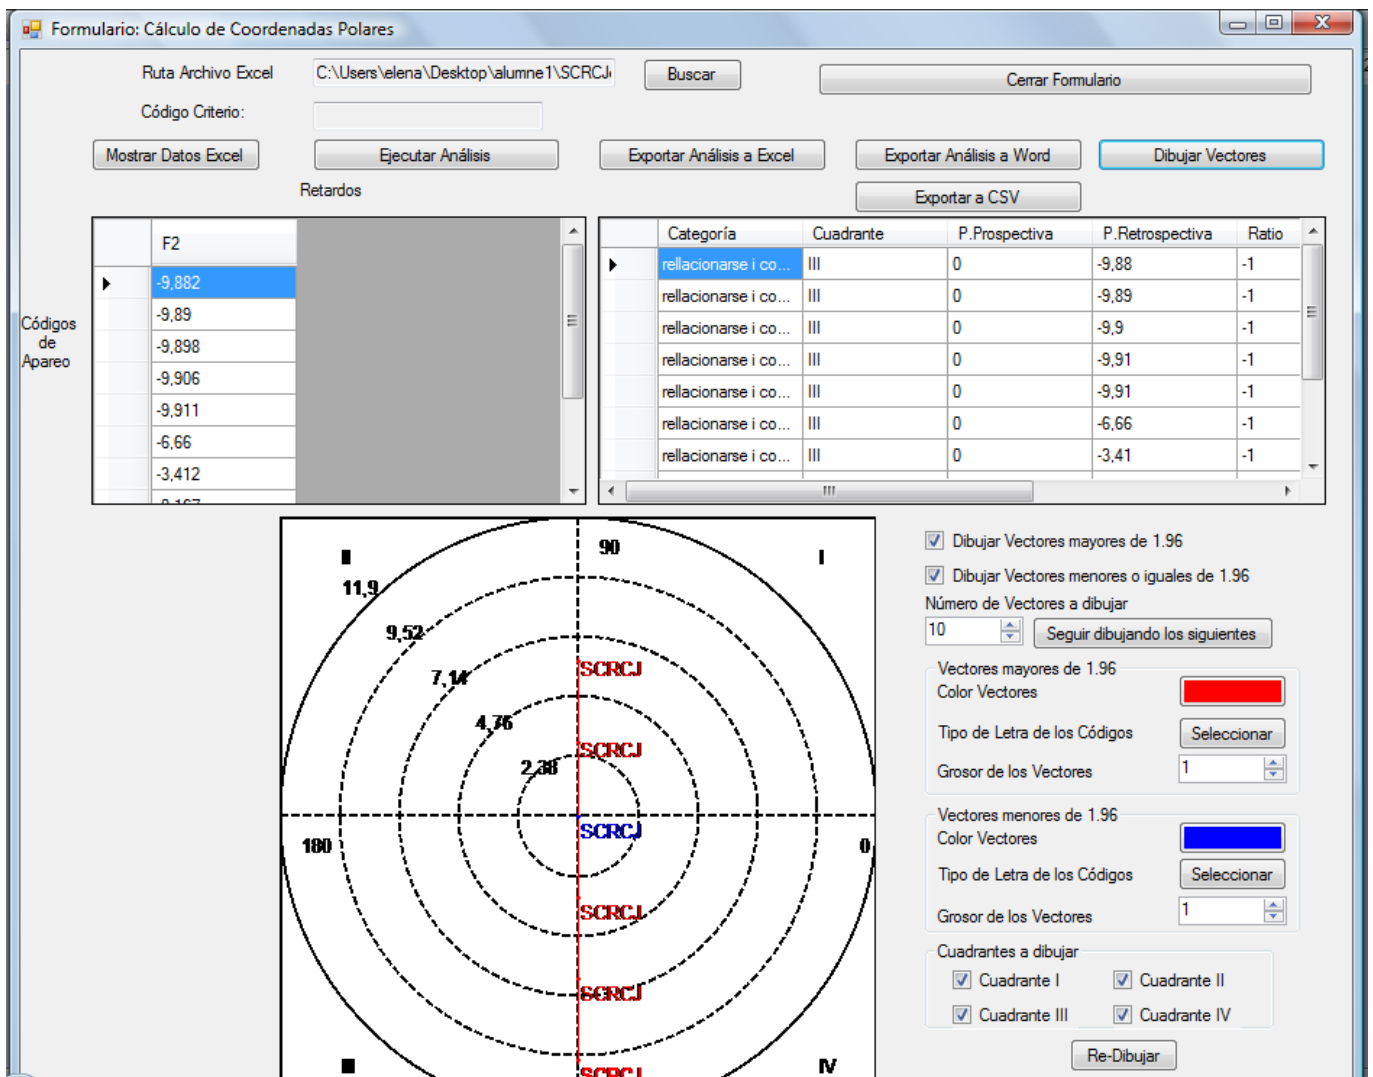 Formulario: Cálculo de Coordenadas Polares
Ruta Archivo Excel C:\Users\elena\Desktop\alumne1\SCRCJ Buscar Cerrar Formulario
Código Criterio:
Mostrar Datos Excel Ejecutar Análisis Exportar Análisis a Excel Exportar Análisis a Word Dibujar Vectores
Retardos Exportar a CSV
Códigos
de
Apareo
F2
-9,882
-9,89
-9,898
-9,906
-9,911
-6,66
-3,412
Categoría Cuadrante P.Prospectiva P.Retrospectiva Ratio
rellacionarse i co... III 0 -9,88 -1
rellacionarse i co... III 0 -9,89 -1
rellacionarse i co... III 0 -9,9 -1
rellacionarse i co... III 0 -9,91 -1
rellacionarse i co... III 0 -9,91 -1
rellacionarse i co... III 0 -6,66 -1
rellacionarse i co... III 0 -3,41 -1
II 90 I
11,9
9,52
SCRCJ
7,14
4,76
SCRCJ
2,38
SCRCJ
180 0
SCRCJ
SCRCJ
III IV
SCRCJ
Dibujar Vectores mayores de 1.96
Dibujar Vectores menores o iguales de 1.96
Número de Vectores a dibujar
10 Seguir dibujando los siguientes
Vectores mayores de 1.96
Color Vectores
Tipo de Letra de los Códigos Seleccionar
Grosor de los Vectores 1
Vectores menores de 1.96
Color Vectores
Tipo de Letra de los Códigos Seleccionar
Grosor de los Vectores 1
Cuadrantes a dibujar
Cuadrante I Cuadrante II
Cuadrante III Cuadrante IV
Re-Dibujar